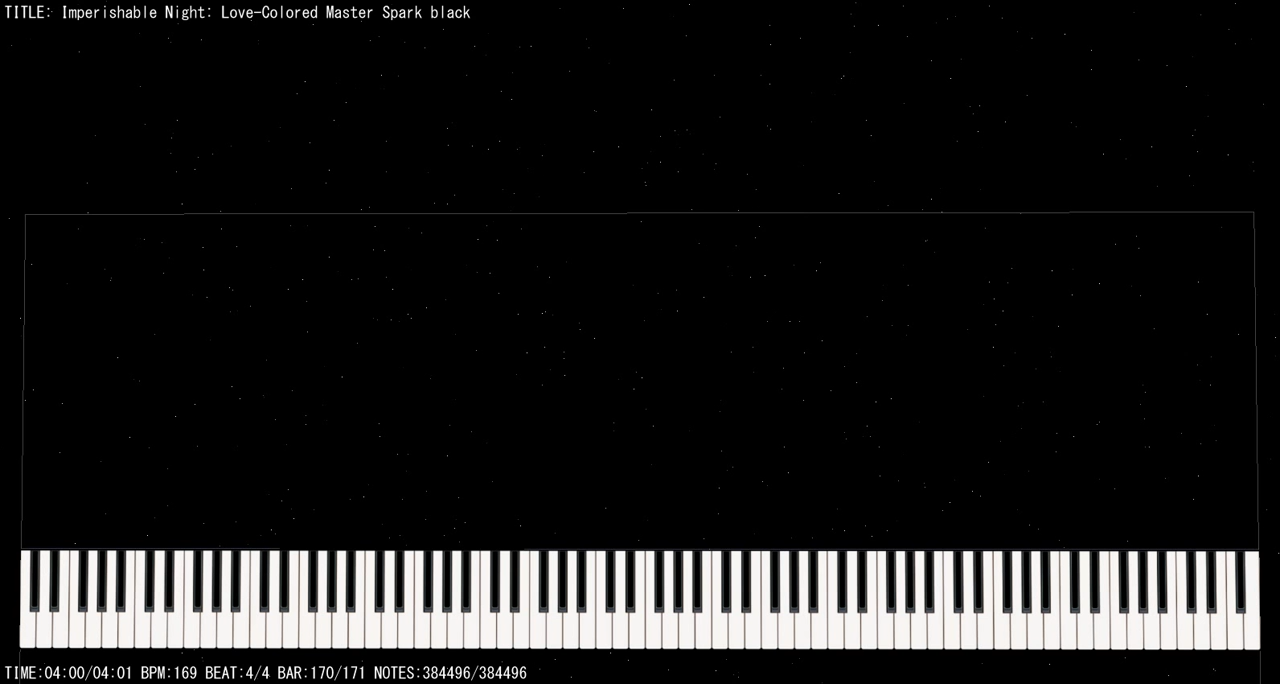 TITLE: Imperishable Night: Love-Colored Master Spark black
TIME:04:00/04:01 BPM:169 BEAT:4/4 BAR:170/171 NOTES:384496/384496